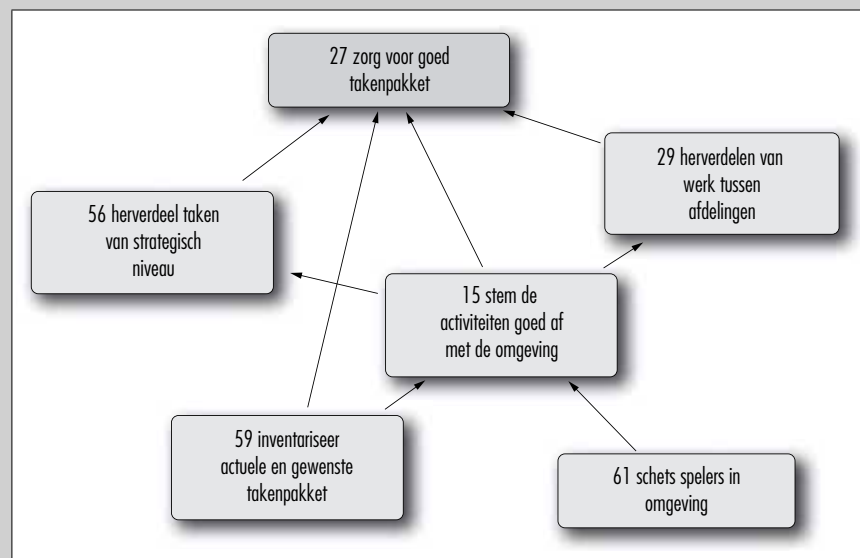 27 zorg voor goed
takenpakket
29 herverdelen van
werk tussen
afdelingen
56 herverdeel taken
van strategisch
niveau
15 stem de
activiteiten goed af
met de omgeving
59 inventariseer
actuele en gewenste
takenpakket
61 schets spelers in
omgeving